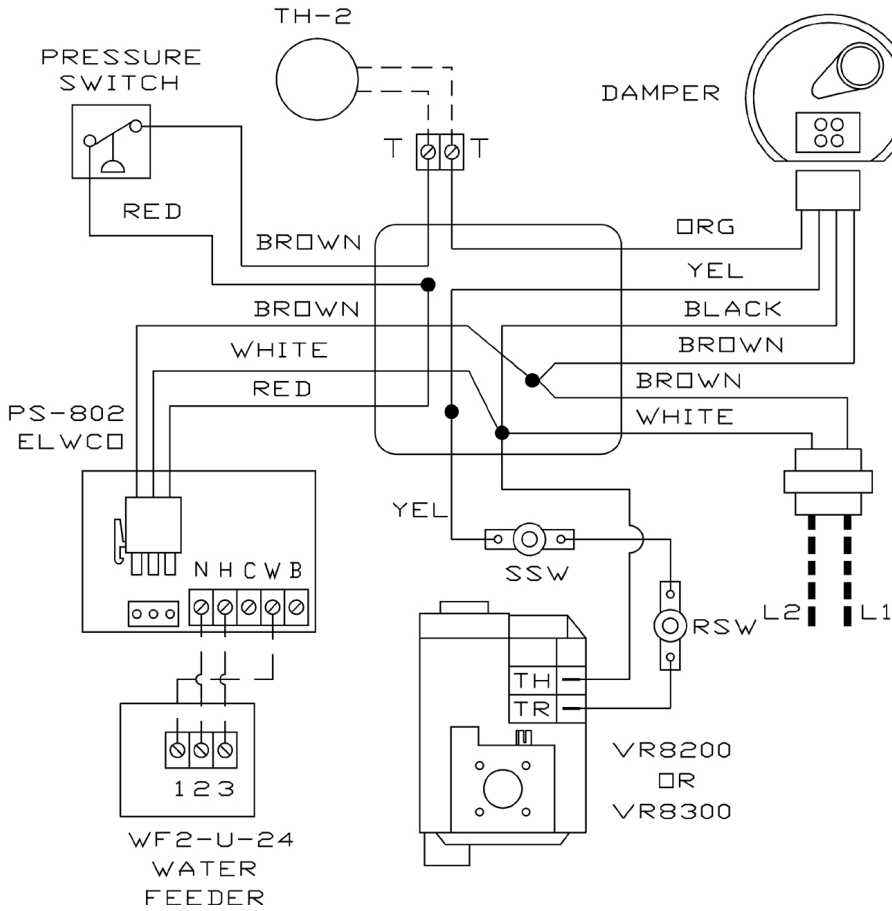 TH-2
PRESSURE
SWITCH
DAMPER
T T
RED
BROWN
ORG
YEL
BROWN
BLACK
WHITE
BROWN
RED
BROWN
PS-802
ELWCO
WHITE
YEL
SSW
N H C W B
L2 L1
RSW
TH
TR
VR8200
OR
VR8300
1 2 3
WF2-U-24
WATER
FEEDER